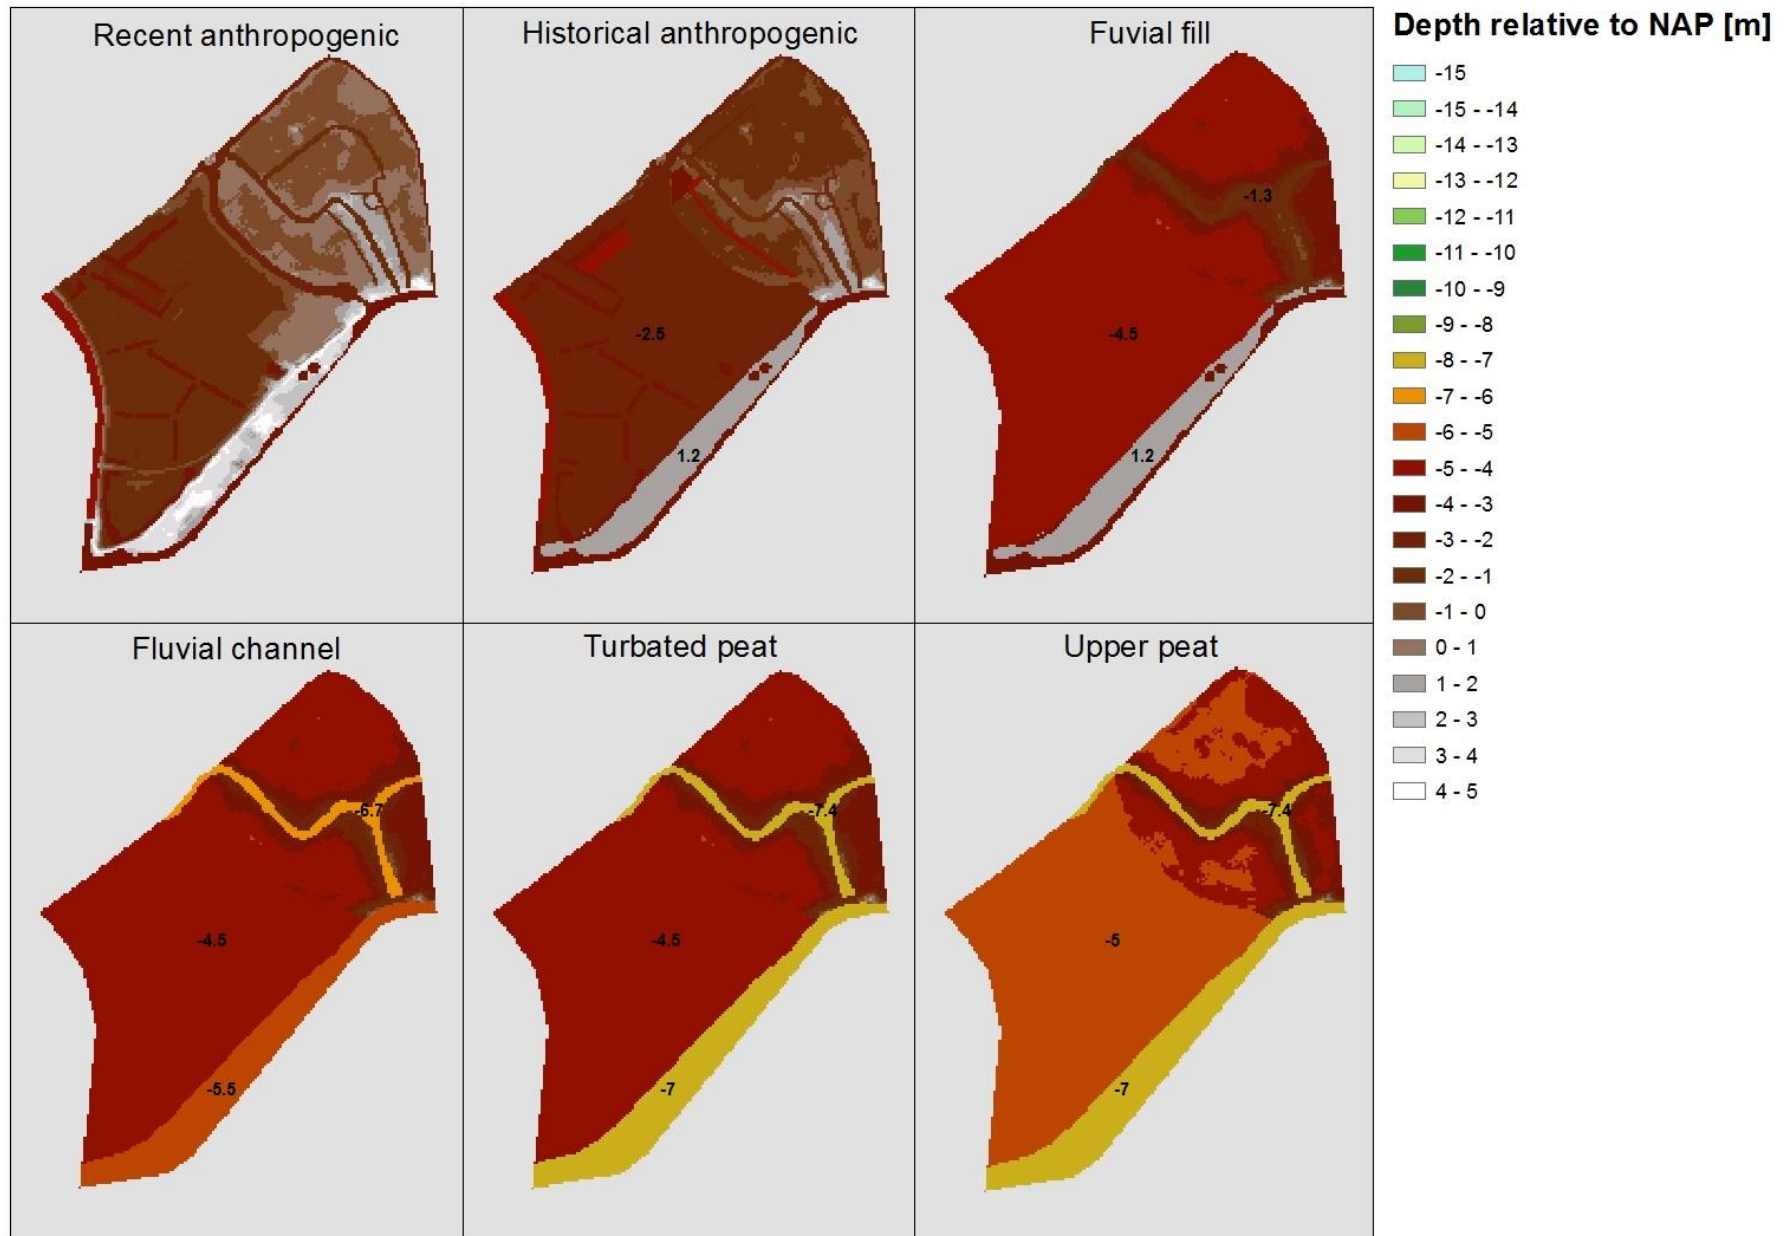 Recent anthropogenic
Historical anthropogenic
-2.5
1.2
Fuvial fill
-1.3
-4.5
1.2
Fluvial channel
-6.7
-4.5
-5.5
Turbated peat
-7.4
-4.5
-7
Upper peat
-7.4
-5
-7
Depth relative to NAP [m]
-15
-15 - -14
-14 - -13
-13 - -12
-12 - -11
-11 - -10
-10 - -9
-9 - -8
-8 - -7
-7 - -6
-6 - -5
-5 - -4
-4 - -3
-3 - -2
-2 - -1
-1 - 0
0 - 1
1 - 2
2 - 3
3 - 4
4 - 5